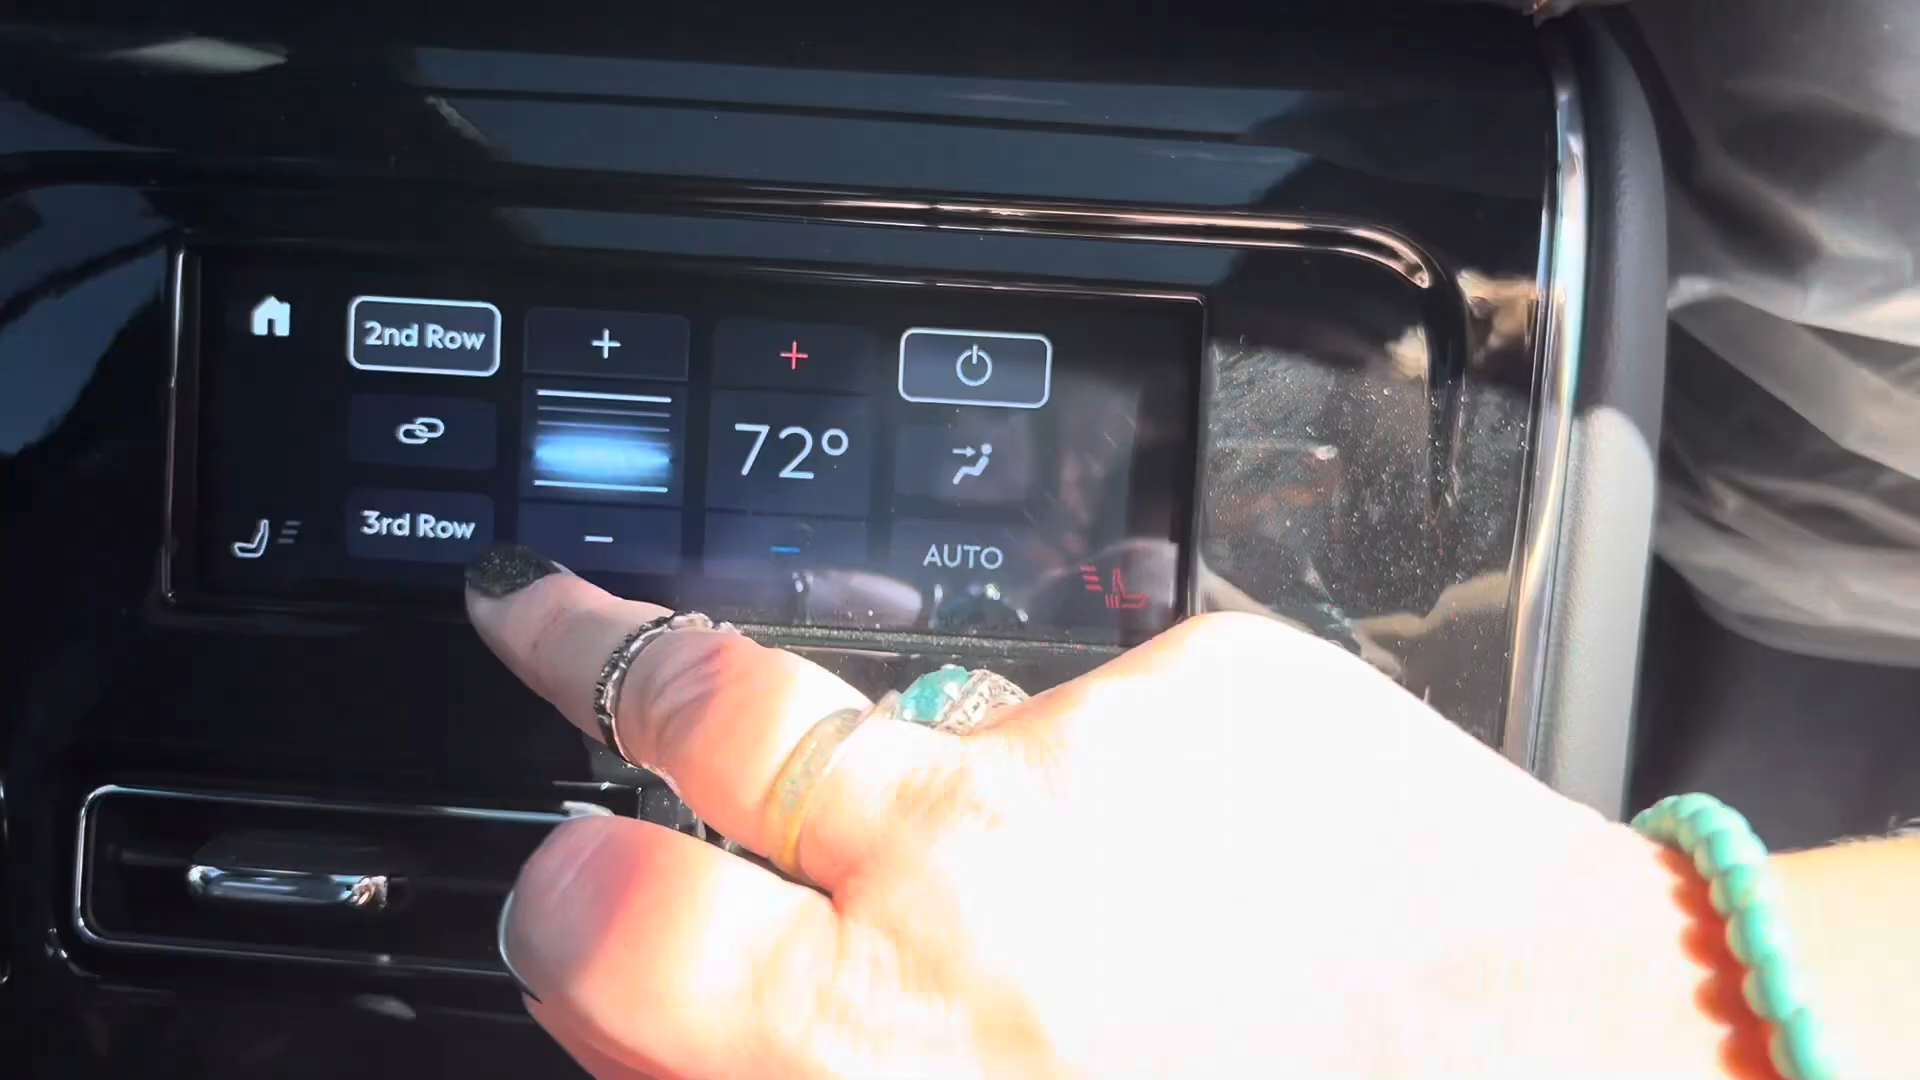 2nd Row
+
+
72°
3rd Row
-
-
AUTO